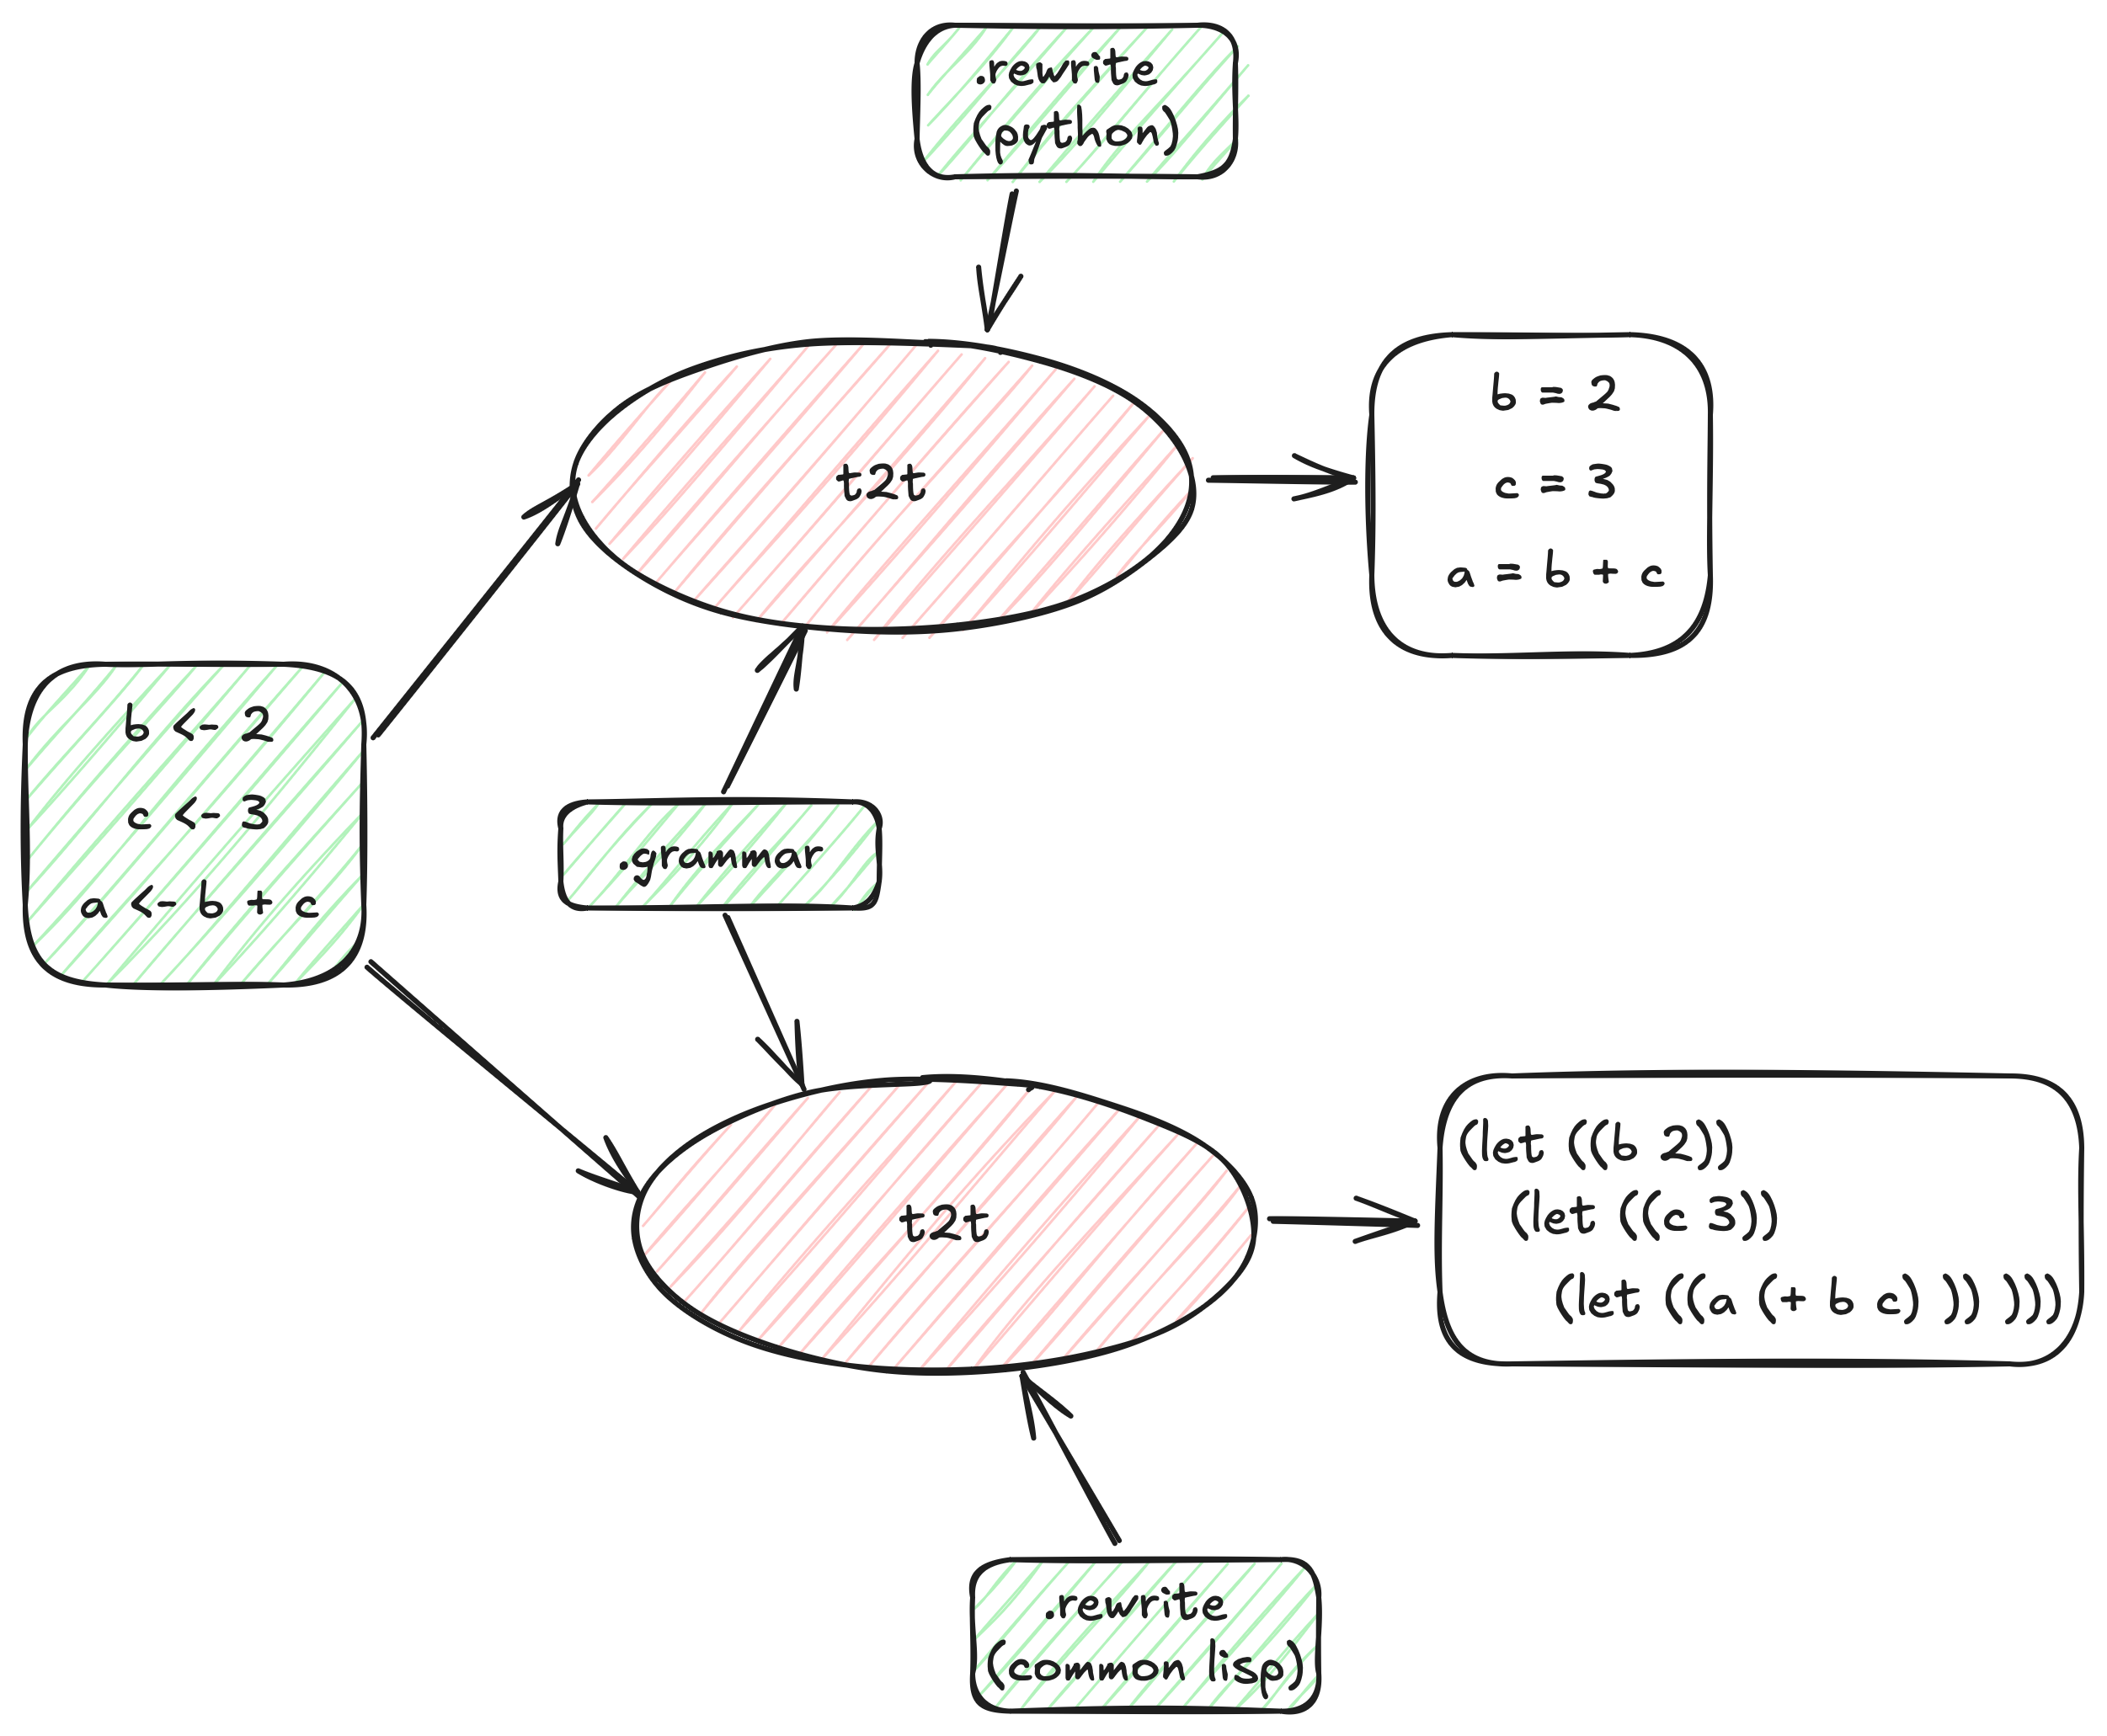 .rewrite
(python)
t2t
b = 2
c = 3
a = b + c
b <- 2
c <- 3
a <- b + c
.grammar
t2t
(let ((b 2))
(let ((c 3))
(let ((a (+ b c) )) )))
.rewrite
(common lisp)